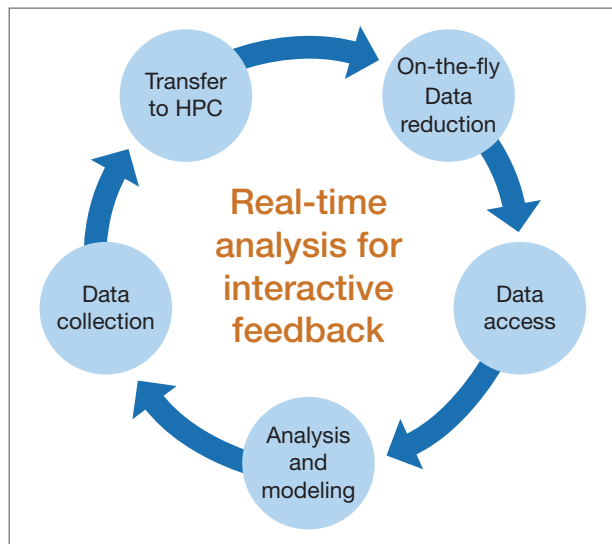 Transfer
to HPC
On-the-fly
Data
reduction
Real-time
analysis for
interactive
feedback
Data
collection
Data
access
Analysis
and
modeling